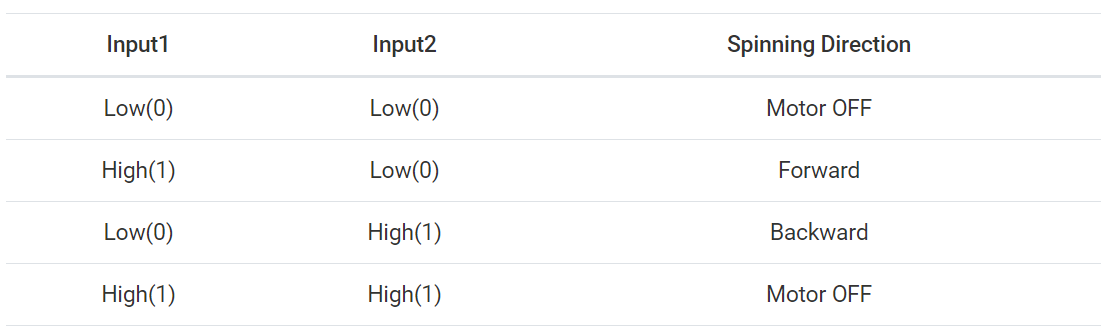 Input1 Input2 Spinning Direction
Low(0) Low(0) Motor OFF
High(1) Low(0) Forward
Low(0) High(1) Backward
High(1) High(1) Motor OFF